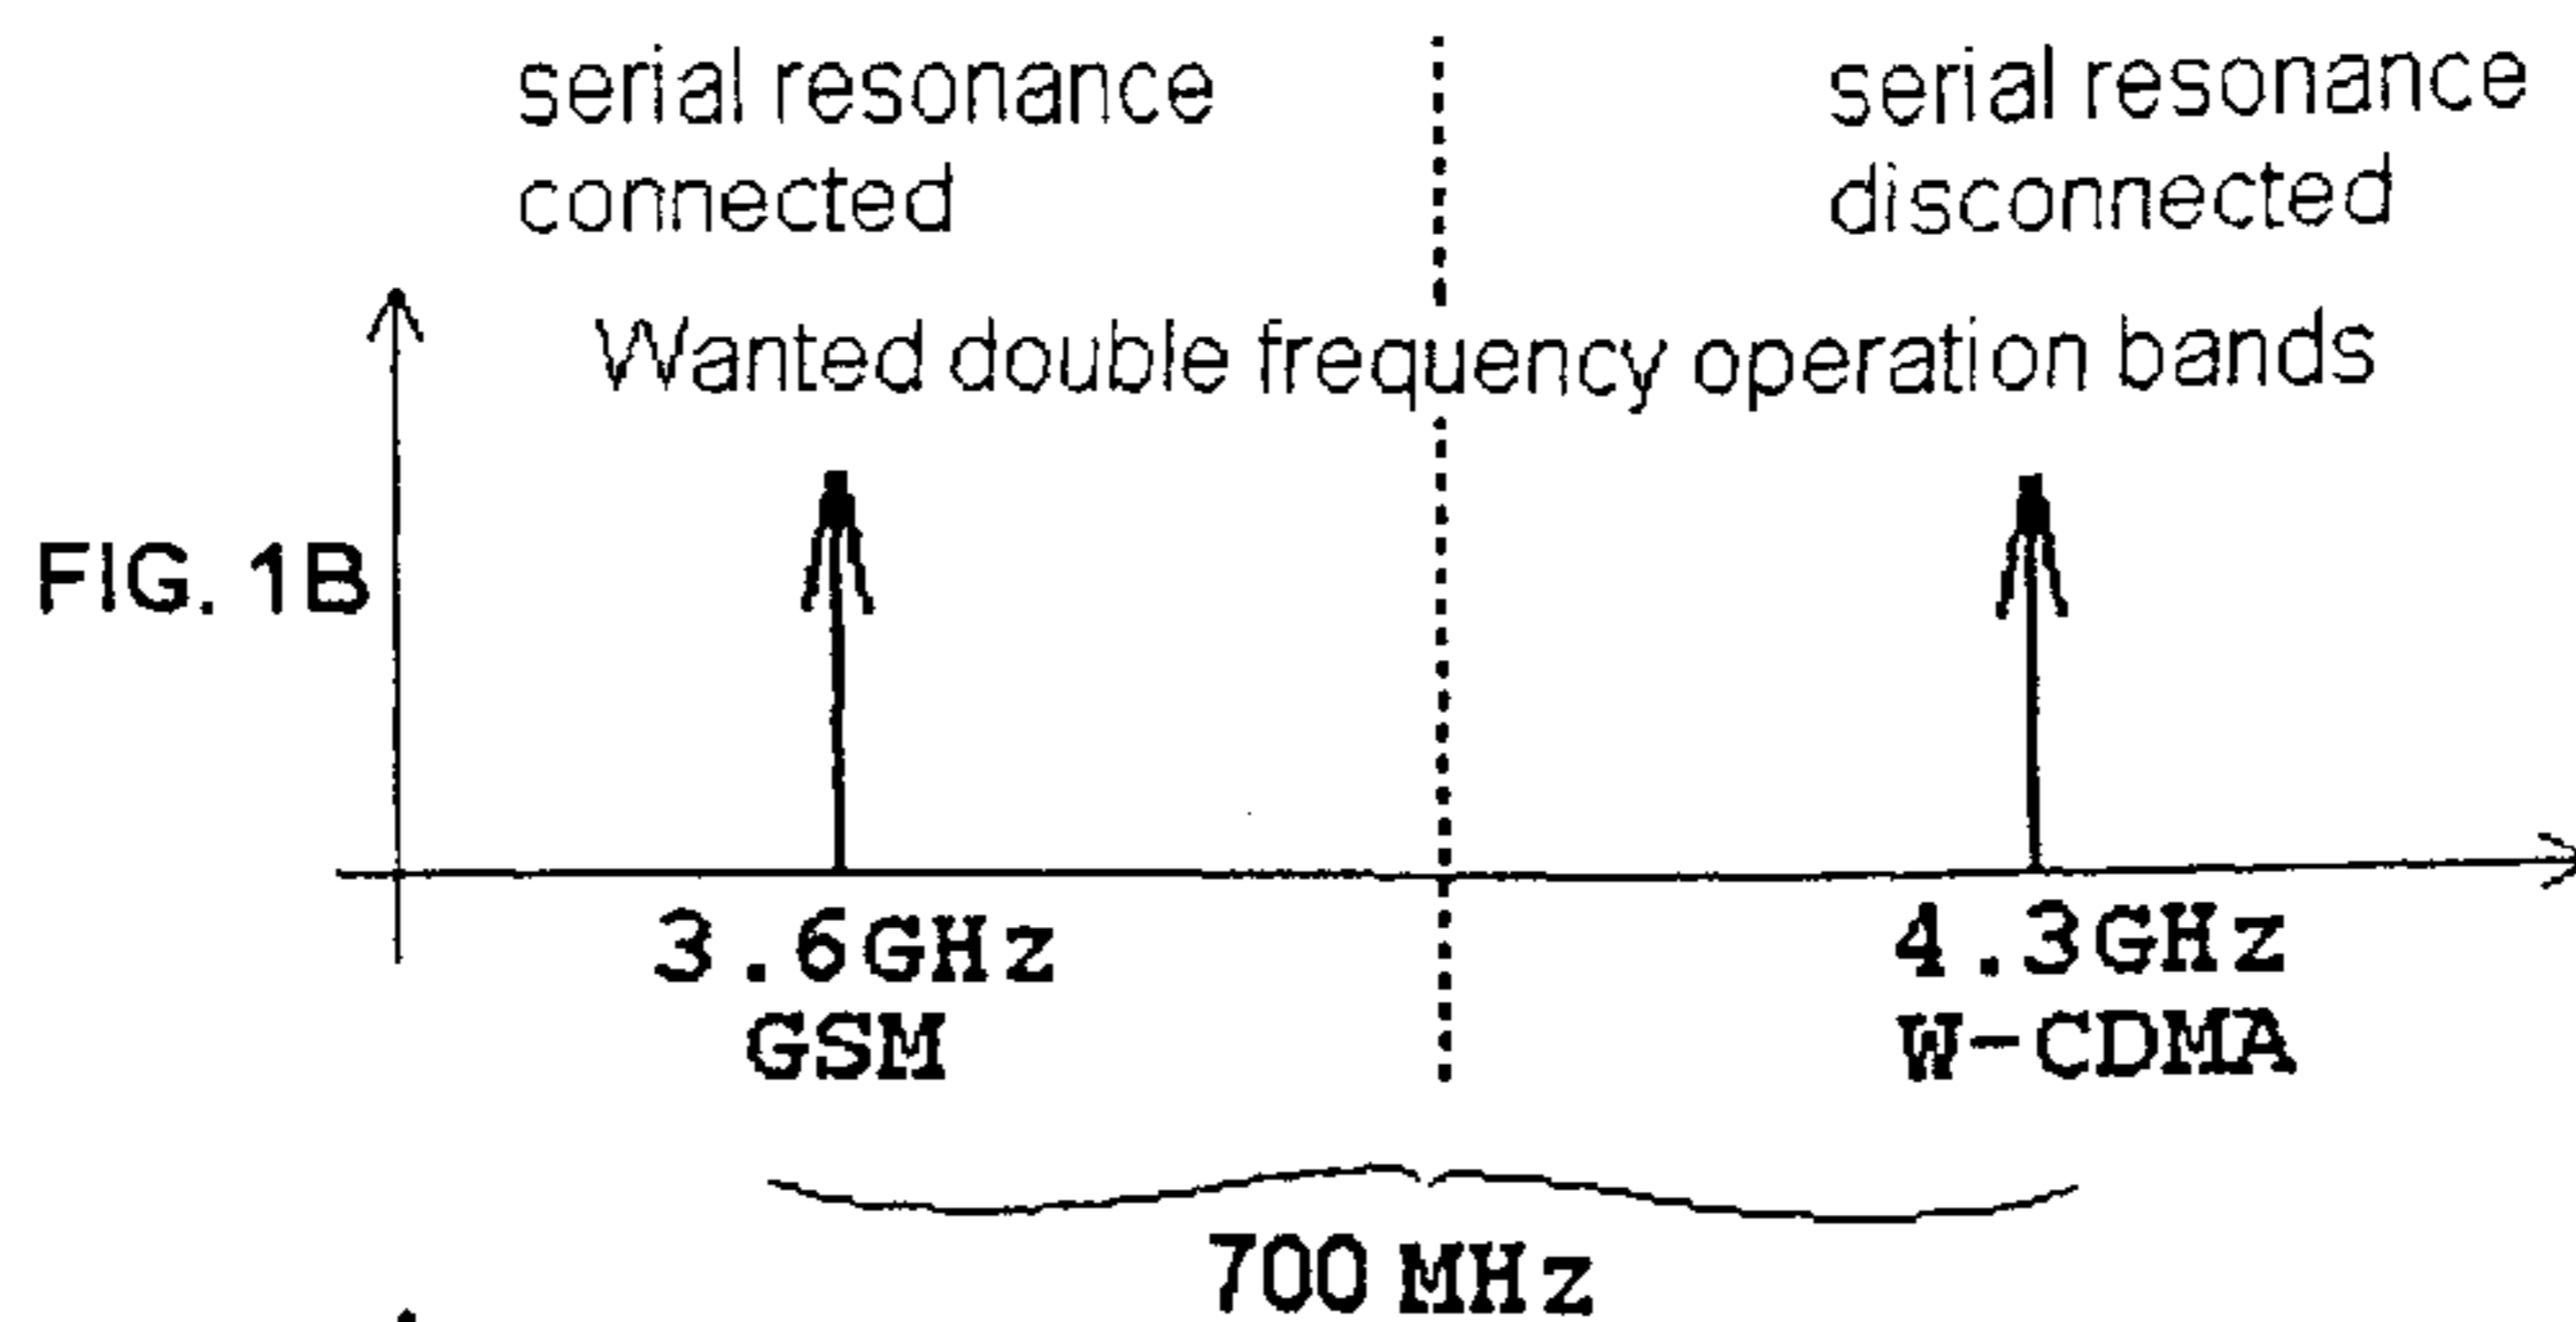 serial resonance
connected
serial resonance
disconnected
Wanted double frequency operation bands
FIG. 1B
3.6GHz
GSM
4.3GHz
W-CDMA
700 MHz